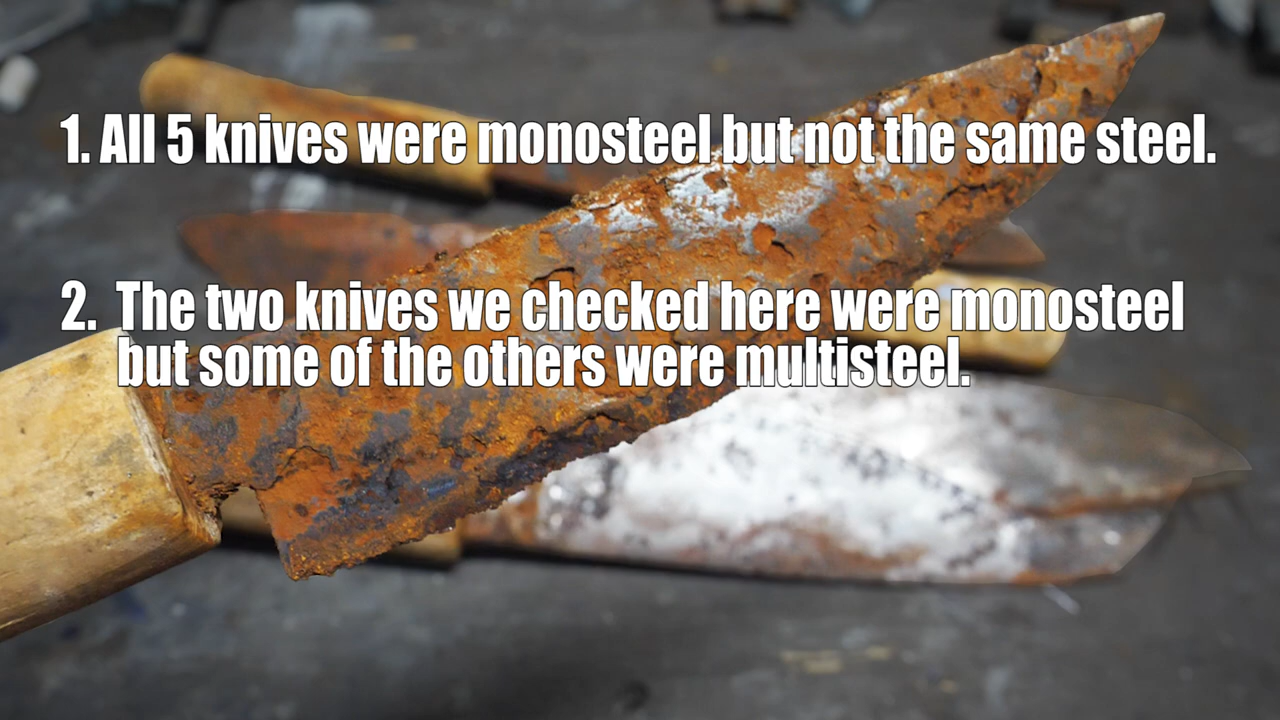 1. All 5 knives were monosteel but not the same steel.
2. The two knives we checked here were monosteel
but some of the others were multisteel.